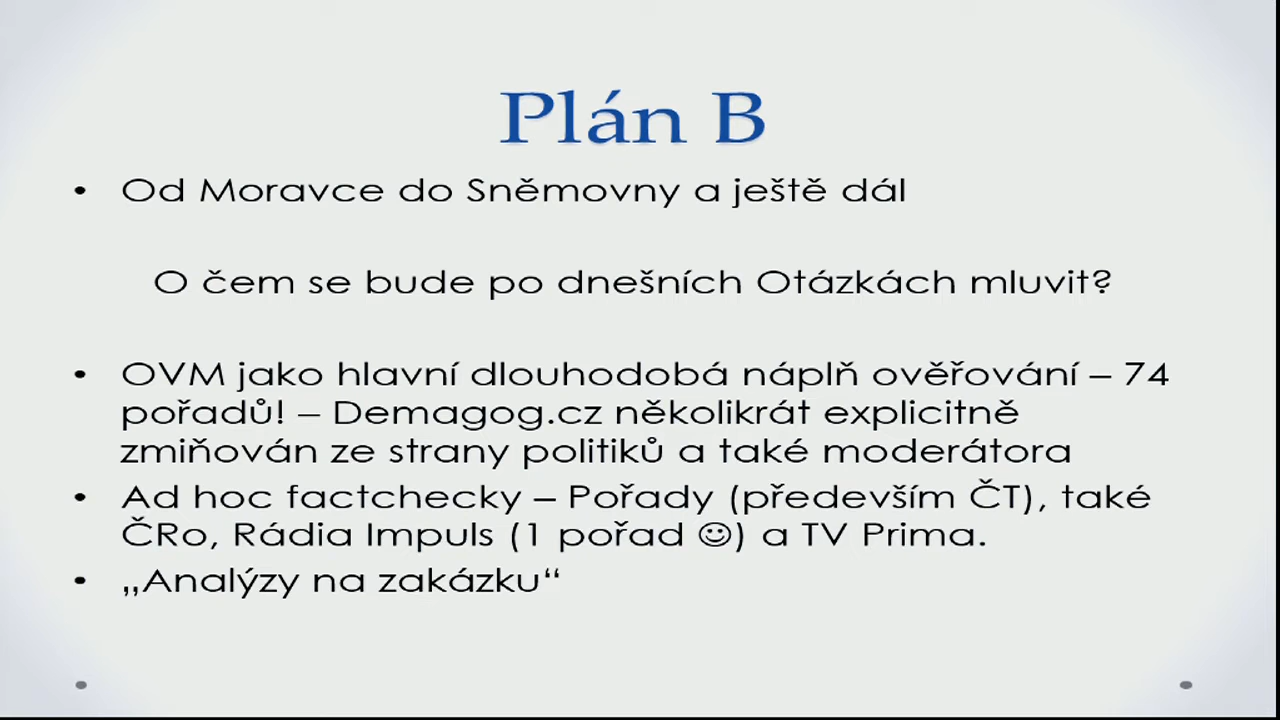 Plán B
• Od Moravce do Sněmovny a ještě dál
O čem se bude po dnešních Otázkách mluvit?
• OVM jako hlavní dlouhodobá náplň ověřování – 74
pořadů! – Demagog.cz několikrát explicitně
zmiňován ze strany politiků a také moderátora
• Ad hoc factchecky – Pořady (především ČT), také
ČRo, Rádia Impuls (1 pořad ☺) a TV Prima.
• „Analýzy na zakázku“